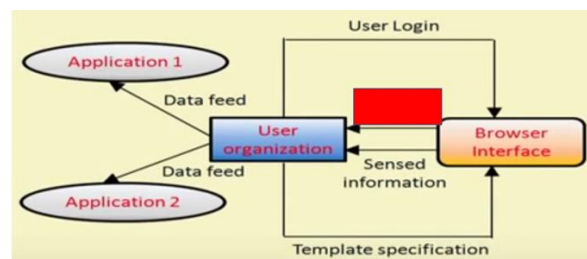 User Login
Application 1
Data feed
User
organization
Browser
Interface
Data feed
Sensed
information
Application 2
Template specification